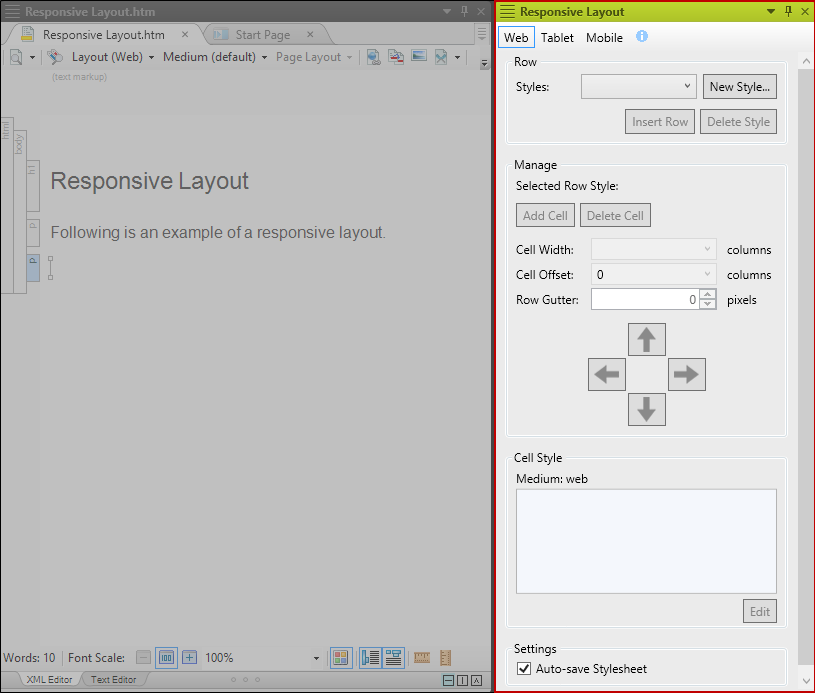 Responsive Layout.htm
Responsive Layout.htm × Start Page ×
Layout (Web) Medium (default) Page Layout
(text markup)
html
body
h1
Responsive Layout
p
Following is an example of a responsive layout.
p
Words: 10 Font Scale: 100%
XML Editor Text Editor
Responsive Layout
Web Tablet Mobile
Row
Styles: New Style...
Insert Row Delete Style
Manage
Selected Row Style:
Add Cell Delete Cell
Cell Width: columns
Cell Offset: 0 columns
Row Gutter: 0 pixels
Cell Style
Medium: web
Edit
Settings
Auto-save Stylesheet